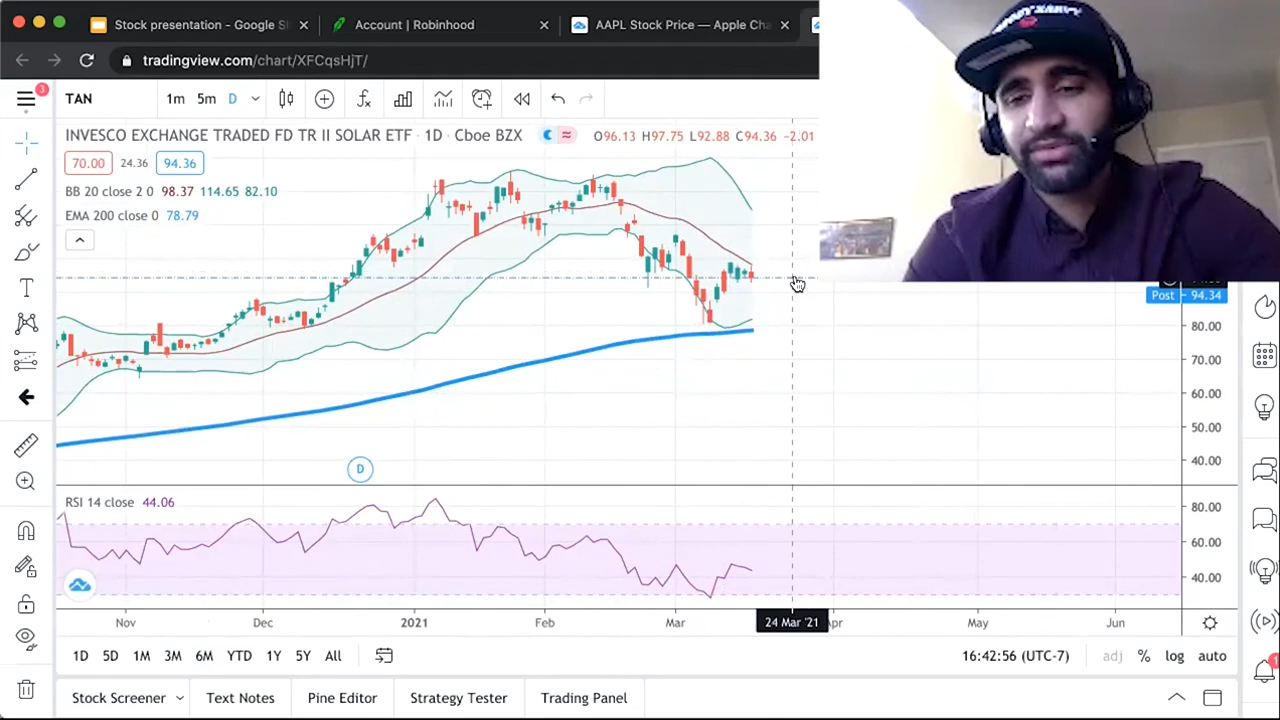 Stock presentation - Google Sl
ccount | Robinhood
AAPL Stock Price — Apple Cha
tradingview.com/chart/XFCqsHjT/
3
TAN
1m 5m D
INVESCO EXCHANGE TRADED FD TR II SOLAR ETF · 1D · Cboe BZX
O96.13 H97.75 L92.88 C94.36 -2.01
70.00 24.36 94.36
BB 20 close 2 0 98.37 114.65 82.10
EMA 200 close 0 78.79
Post 94.34
80.00
70.00
60.00
50.00
40.00
D
RSI 14 close 44.06
80.00
60.00
40.00
Nov Dec 2021 Feb Mar 24 Mar '21 Apr May Jun
1D 5D 1M 3M 6M YTD 1Y 5Y All
16:42:56 (UTC-7) adj % log auto
1
Stock Screener Text Notes Pine Editor Strategy Tester Trading Panel